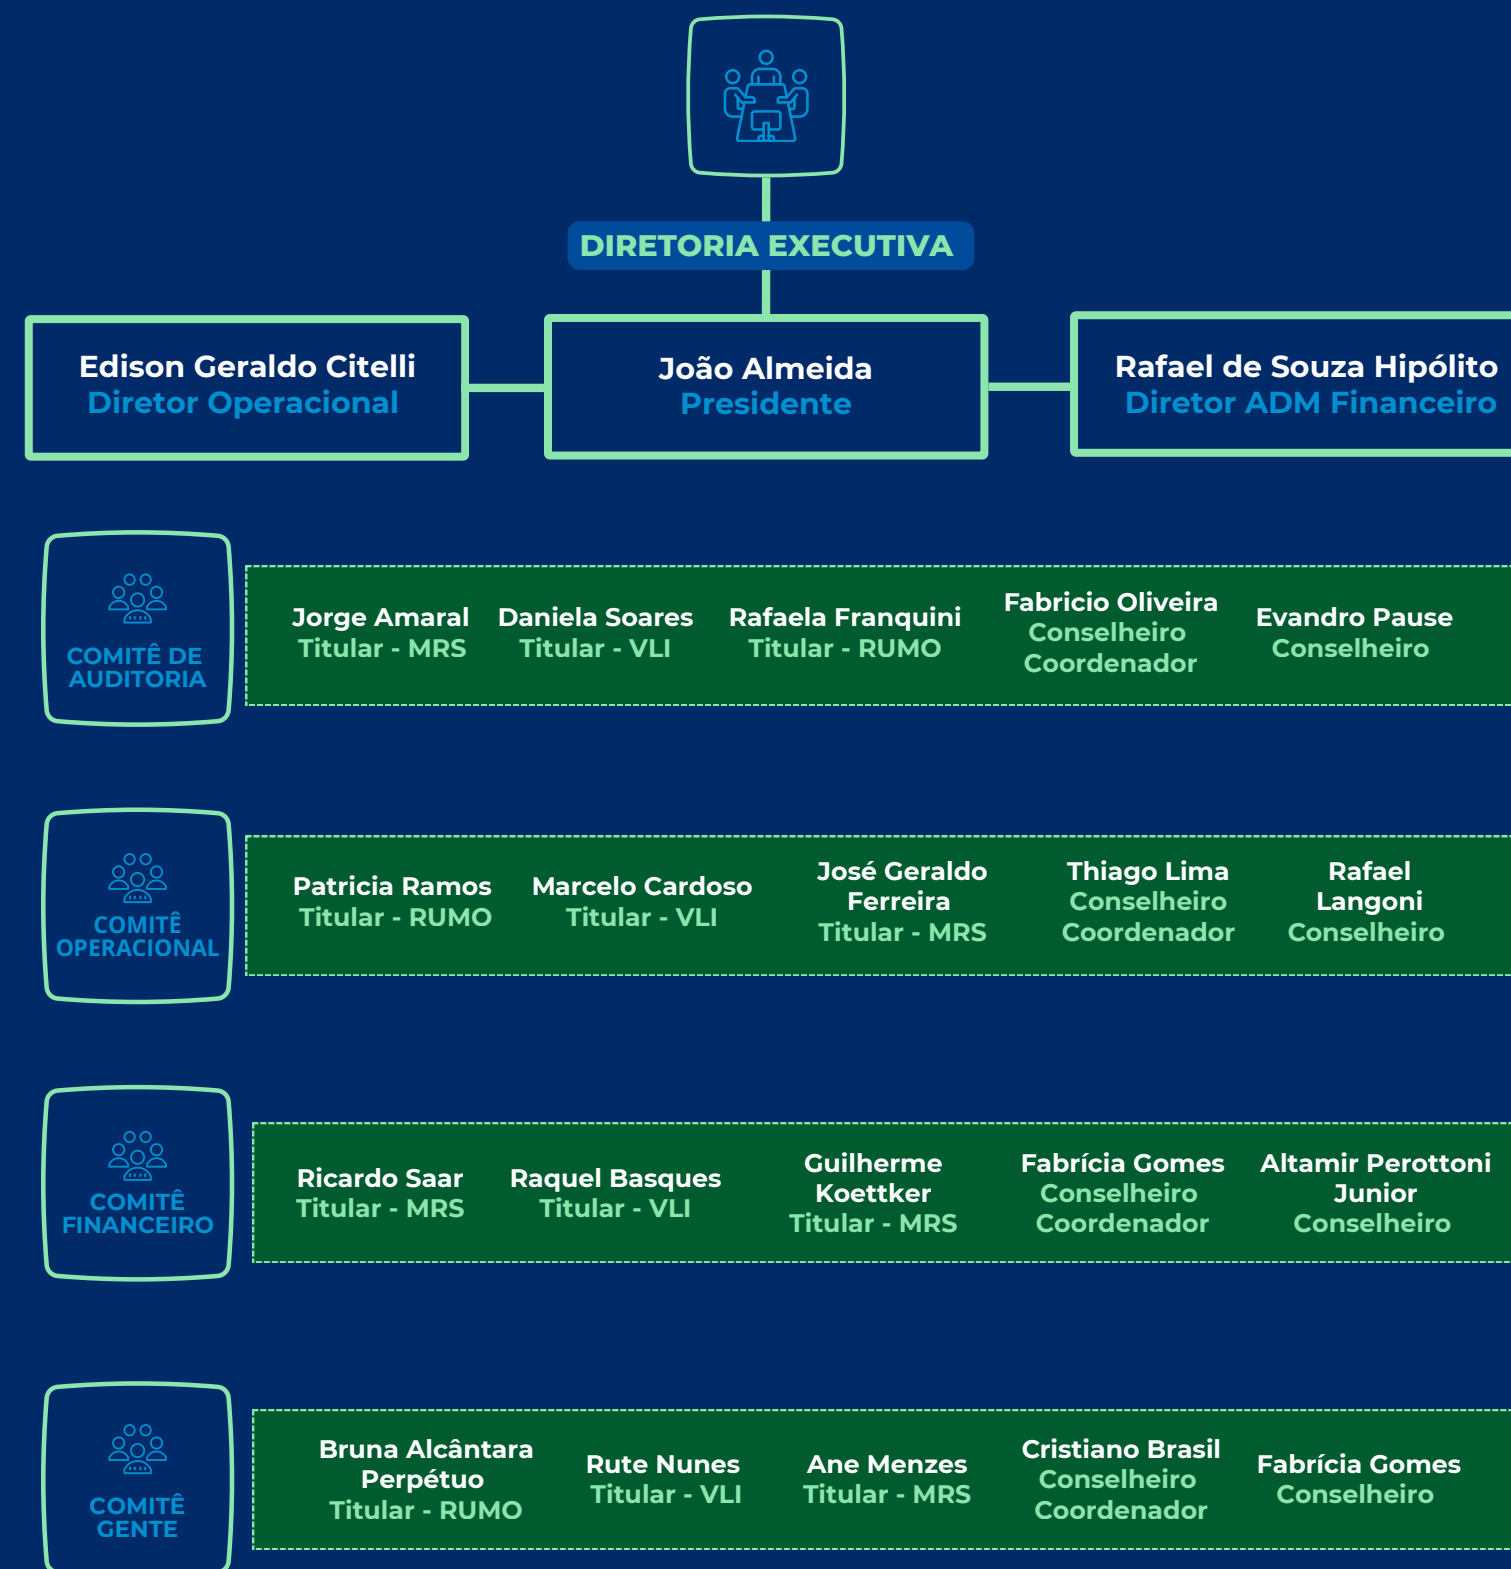 DIRETORIA EXECUTIVA
Edison Geraldo Citelli
Diretor Operacional
João Almeida
Presidente
Rafael de Souza Hipólito
Diretor ADM Financeiro
COMITÊ DE
AUDITORIA
Jorge Amaral
Titular - MRS
Daniela Soares
Titular - VLI
Rafaela Franquini
Titular - RUMO
Fabricio Oliveira
Conselheiro
Coordenador
Evandro Pause
Conselheiro
COMITÊ
OPERACIONAL
Patricia Ramos
Titular - RUMO
Marcelo Cardoso
Titular - VLI
José Geraldo
Ferreira
Titular - MRS
Thiago Lima
Conselheiro
Coordenador
Rafael
Langoni
Conselheiro
COMITÊ
FINANCEIRO
Ricardo Saar
Titular - MRS
Raquel Basques
Titular - VLI
Guilherme
Koettker
Titular - MRS
Fabrícia Gomes
Conselheiro
Coordenador
Altamir Perottoni
Junior
Conselheiro
COMITÊ
GENTE
Bruna Alcântara
Perpétuo
Titular - RUMO
Rute Nunes
Titular - VLI
Ane Menzes
Titular - MRS
Cristiano Brasil
Conselheiro
Coordenador
Fabrícia Gomes
Conselheiro